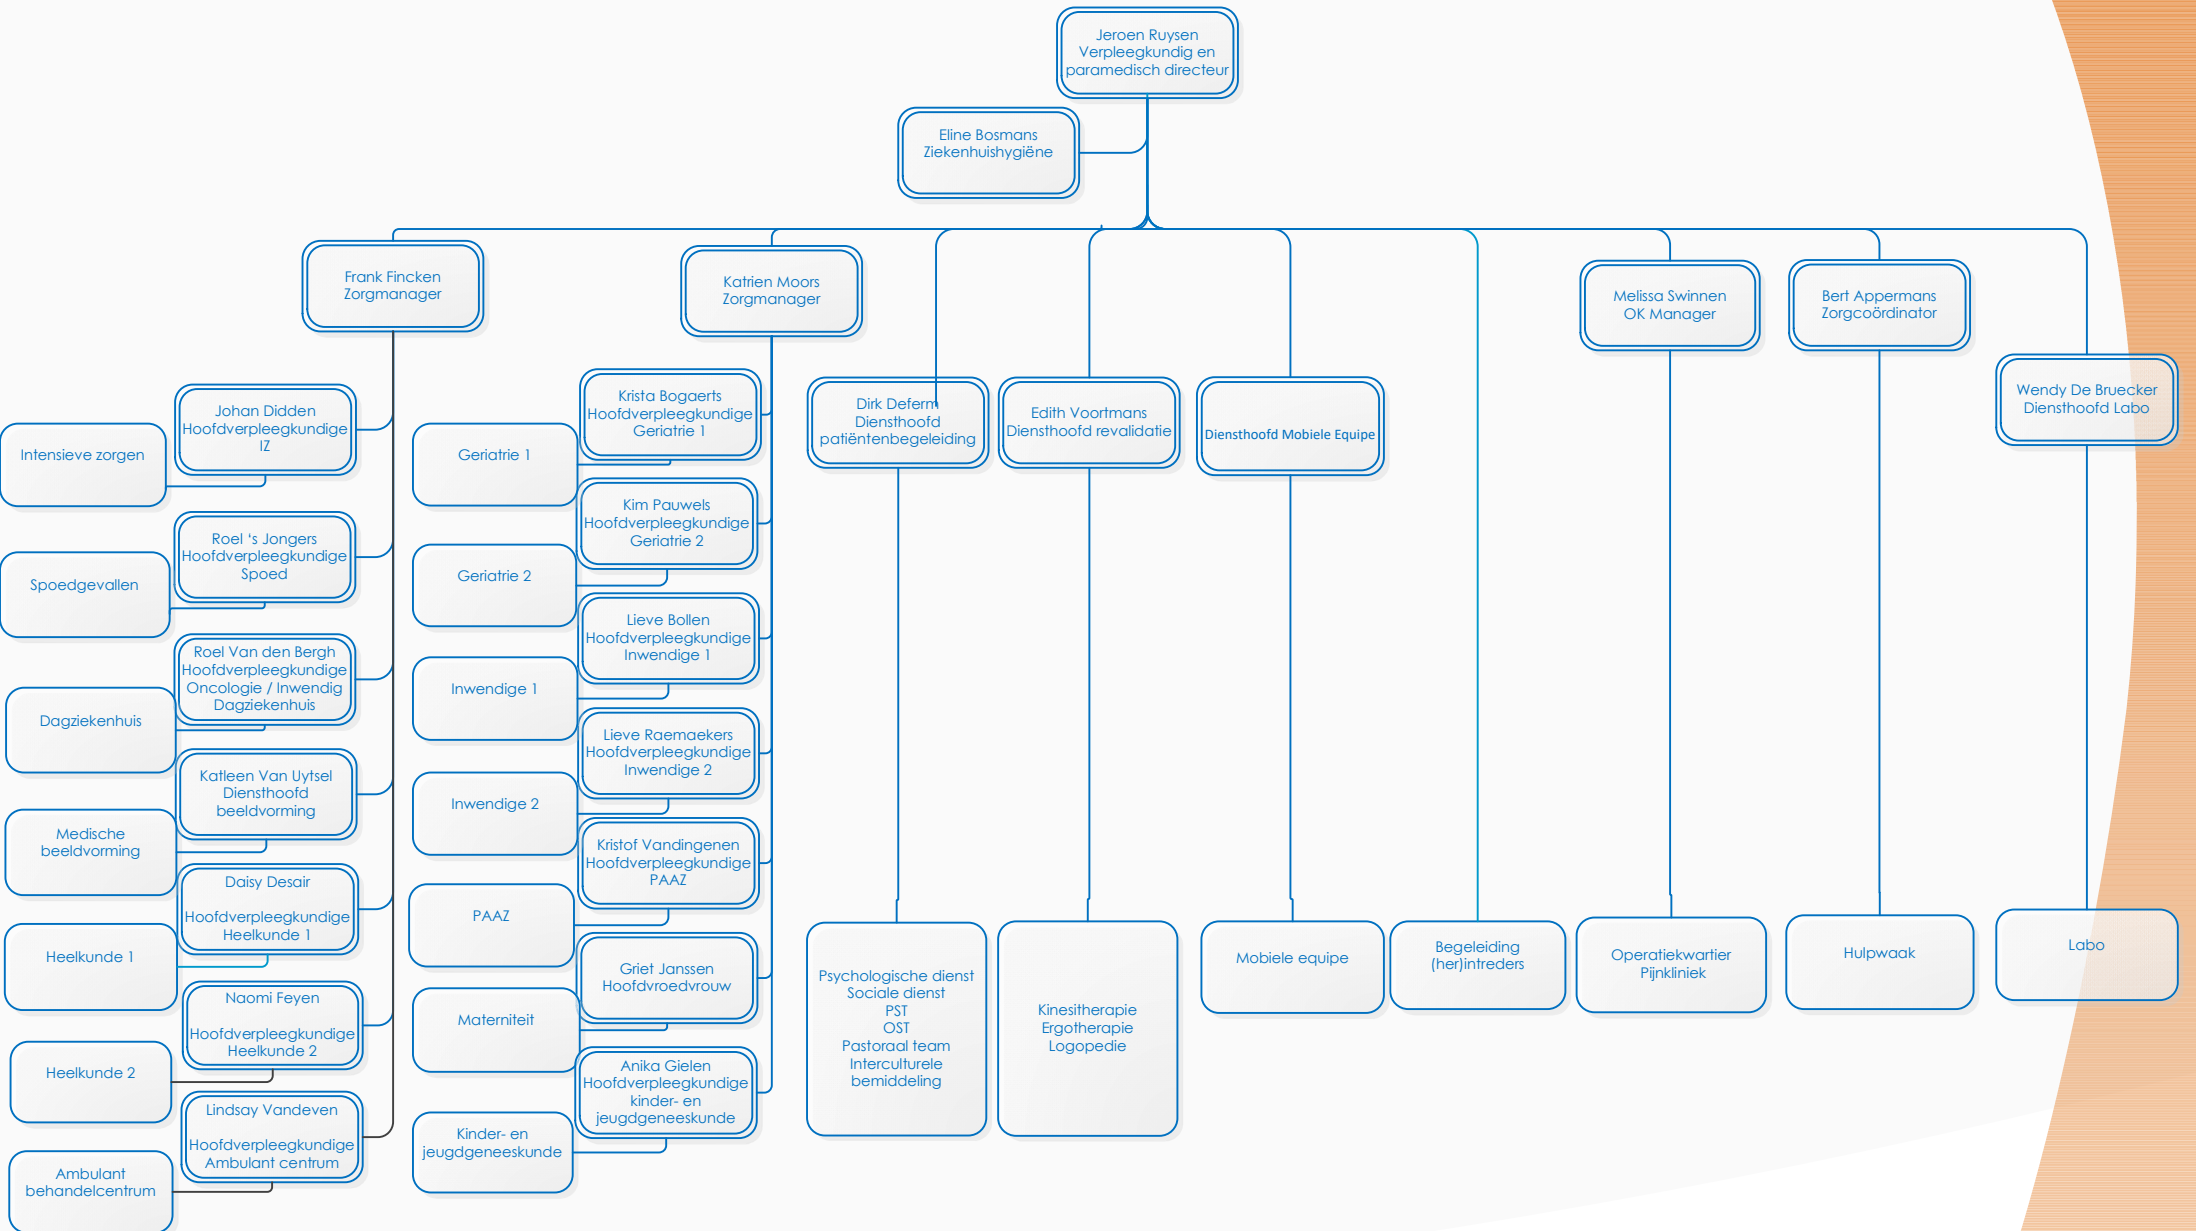 Jeroen Ruysen
Verpleegkundig en
paramedisch directeur
Eline Bosmans
Ziekenhuishygiëne
Frank Fincken
Zorgmanager
Katrien Moors
Zorgmanager
Melissa Swinnen
OK Manager
Bert Appermans
Zorgcoördinator
Wendy De Bruecker
Diensthoofd Labo
Johan Didden
Hoofdverpleegkundige
IZ
Intensieve zorgen
Roel ‘s Jongers
Hoofdverpleegkundige
Spoed
Spoedgevallen
Roel Van den Bergh
Hoofdverpleegkundige
Oncologie / Inwendig
Dagziekenhuis
Dagziekenhuis
Katleen Van Uytsel
Diensthoofd
beeldvorming
Medische
beeldvorming
Daisy Desair
Hoofdverpleegkundige
Heelkunde 1
Heelkunde 1
Naomi Feyen
Hoofdverpleegkundige
Heelkunde 2
Heelkunde 2
Lindsay Vandeven
Hoofdverpleegkundige
Ambulant centrum
Ambulant
behandelcentrum
Krista Bogaerts
Hoofdverpleegkundige
Geriatrie 1
Geriatrie 1
Kim Pauwels
Hoofdverpleegkundige
Geriatrie 2
Geriatrie 2
Lieve Bollen
Hoofdverpleegkundige
Inwendige 1
Inwendige 1
Lieve Raemaekers
Hoofdverpleegkundige
Inwendige 2
Inwendige 2
Kristof Vandingenen
Hoofdverpleegkundige
PAAZ
PAAZ
Griet Janssen
Hoofdvroedvrouw
Materniteit
Anika Gielen
Hoofdverpleegkundige
kinder- en
jeugdgeneeskunde
Kinder- en
jeugdgeneeskunde
Dirk Deferm
Diensthoofd
patiëntenbegeleiding
Edith Voortmans
Diensthoofd revalidatie
Diensthoofd Mobiele Equipe
Psychologische dienst
Sociale dienst
PST
OST
Pastoraal team
Interculturele
bemiddeling
Kinesitherapie
Ergotherapie
Logopedie
Mobiele equipe
Begeleiding
(her)intreders
Operatiekwartier
Pijnkliniek
Hulpwaak
Labo